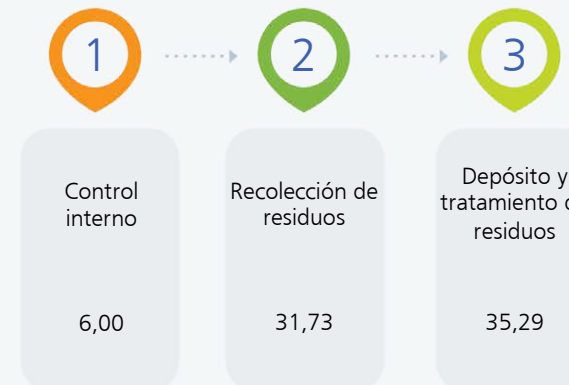 1
2
3
Control
interno
6,00
Recolección de
residuos
31,73
Depósito y
tratamiento
residuos
35,29